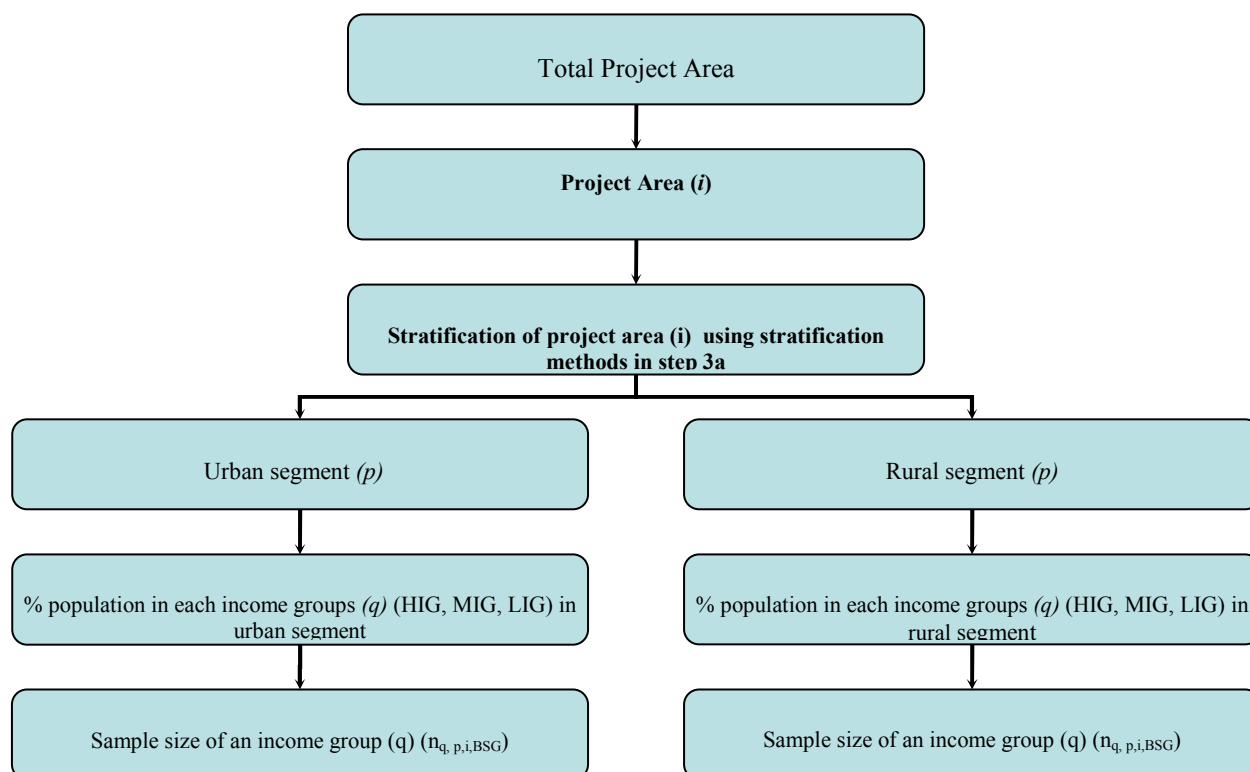 Total Project Area
Project Area (i)
Stratification of project area (i) using stratification
methods in step 3a
Urban segment (p)
Rural segment (p)
% population in each income groups (q) (HIG, MIG, LIG) in
urban segment
% population in each income groups (q) (HIG, MIG, LIG) in
rural segment
Sample size of an income group (q) (nq, p,i,BSG)
Sample size of an income group (q) (nq, p,i,BSG)